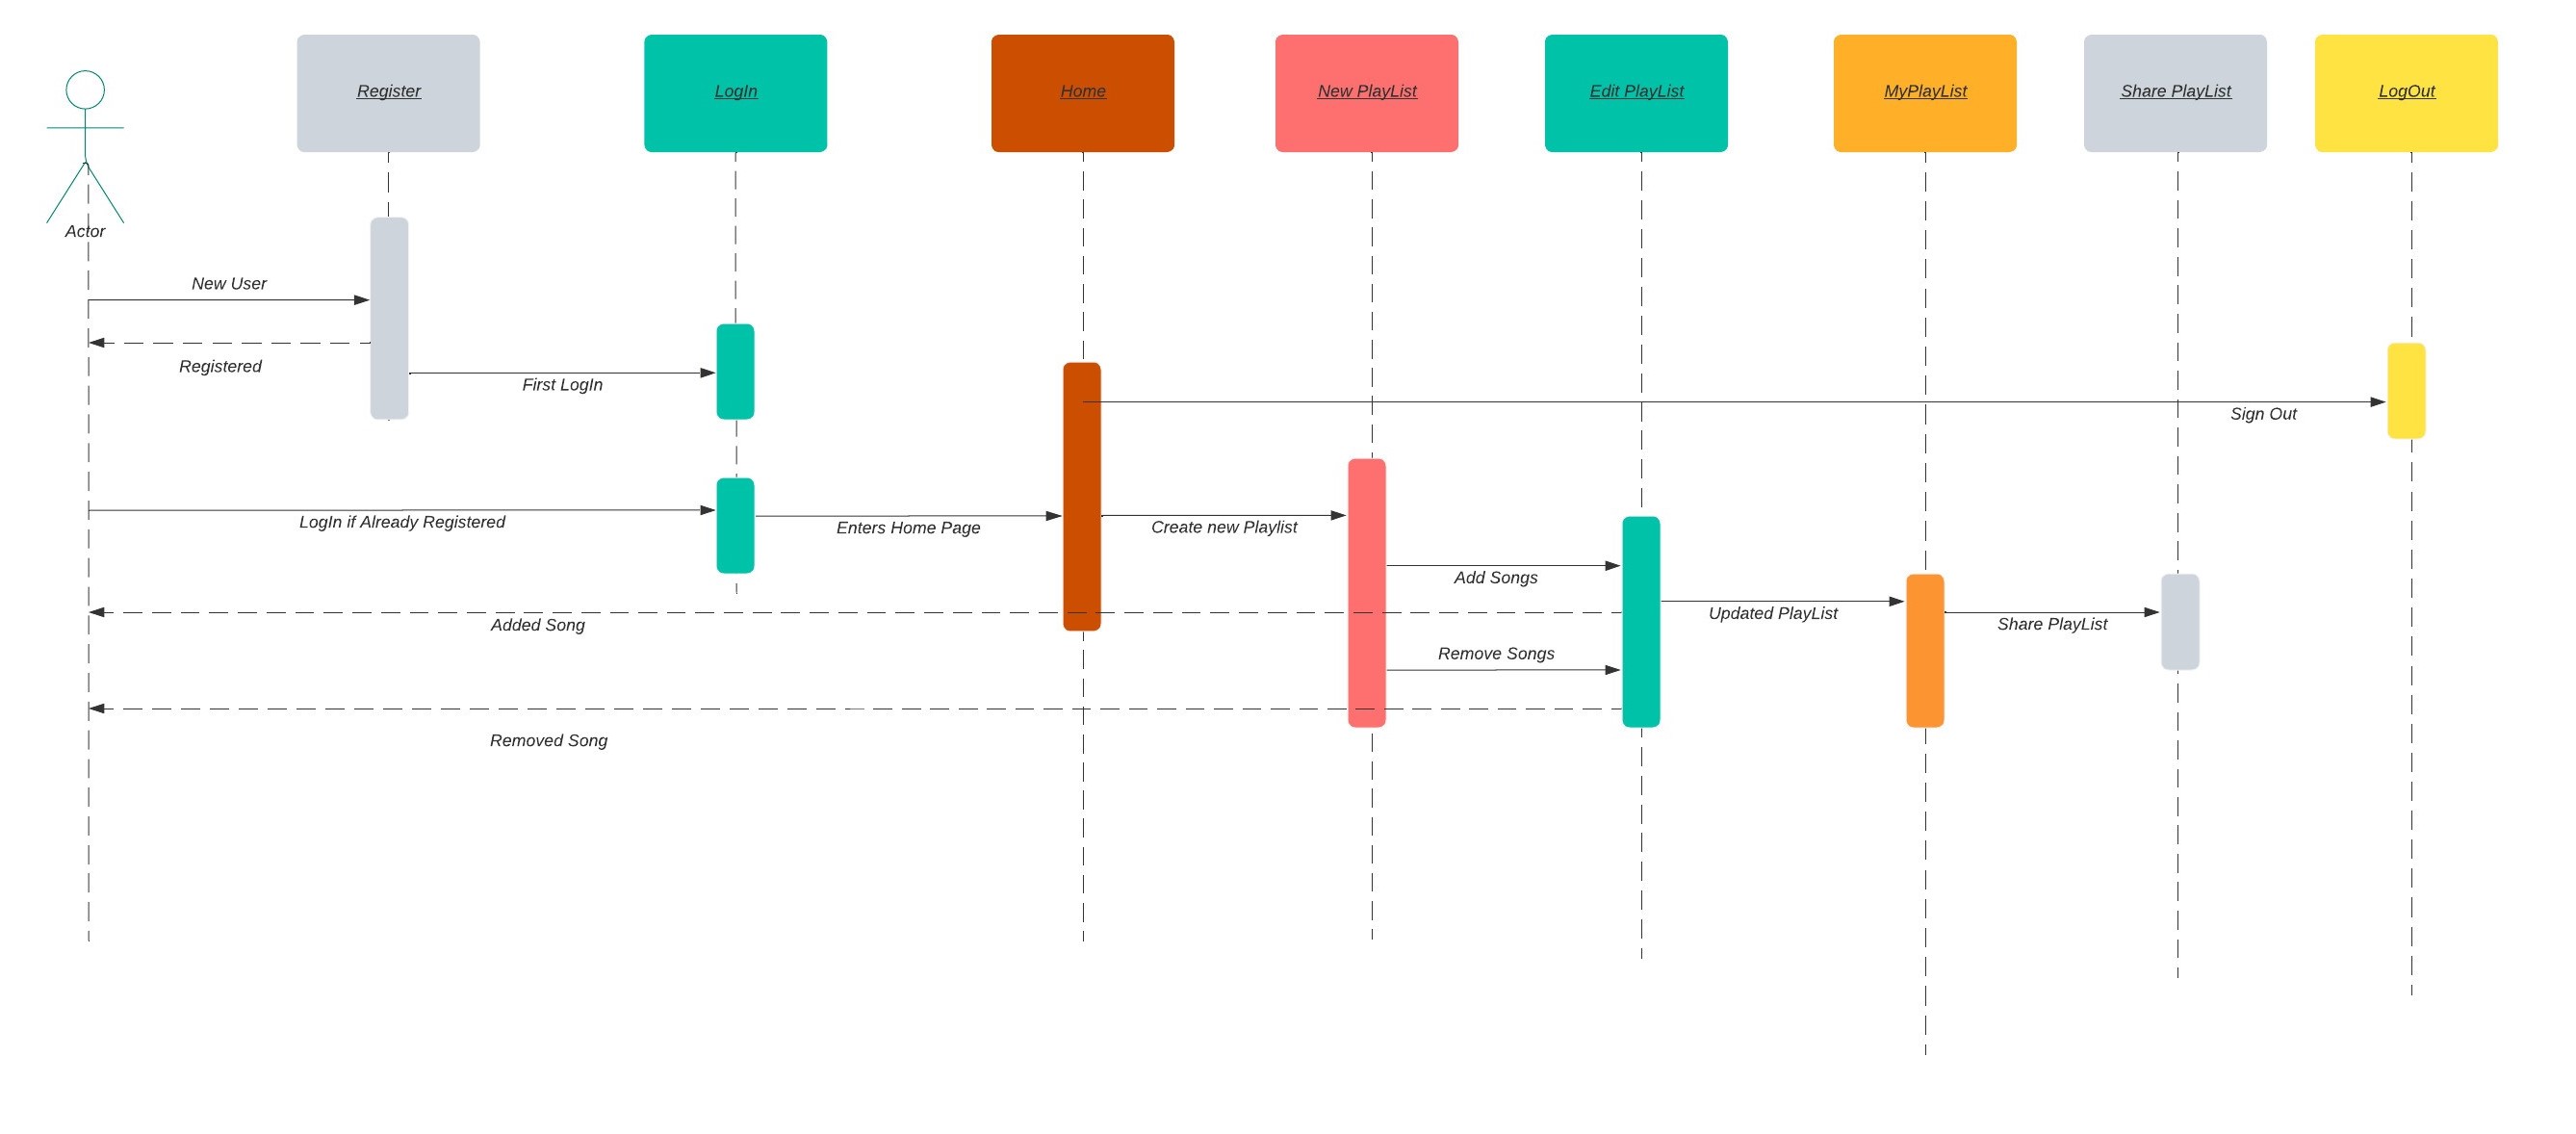 Register
LogIn
Home
New PlayList
Edit PlayList
MyPlayList
Share PlayList
LogOut
Actor
New User
Registered
First LogIn
Sign Out
LogIn if Already Registered
Enters Home Page
Create new Playlist
Add Songs
Added Song
Updated PlayList
Share PlayList
Remove Songs
Removed Song